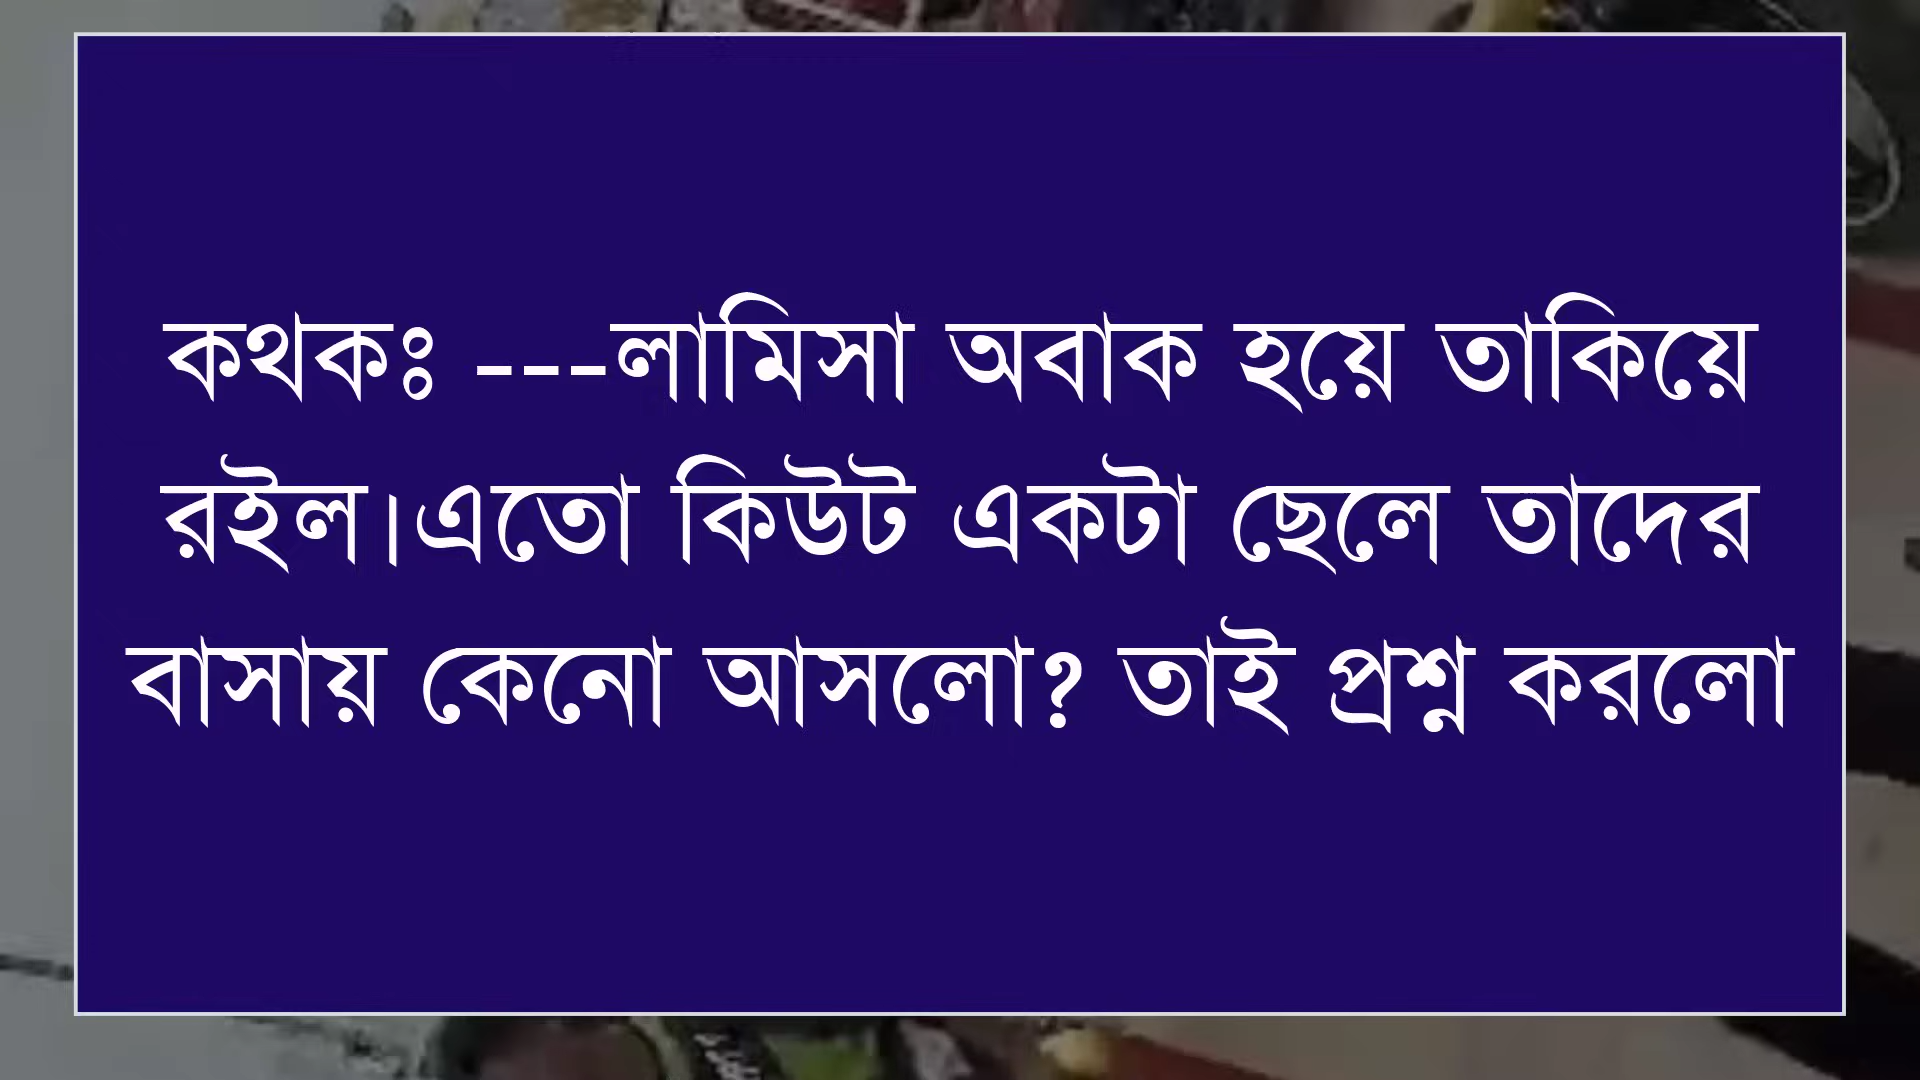 কথকঃ ---লামিসা অবাক হয়ে তাকিয়ে
রইল।এতো কিউট একটা ছেলে তাদের
বাসায় কেনো আসলো? তাই প্রশ্ন করলো